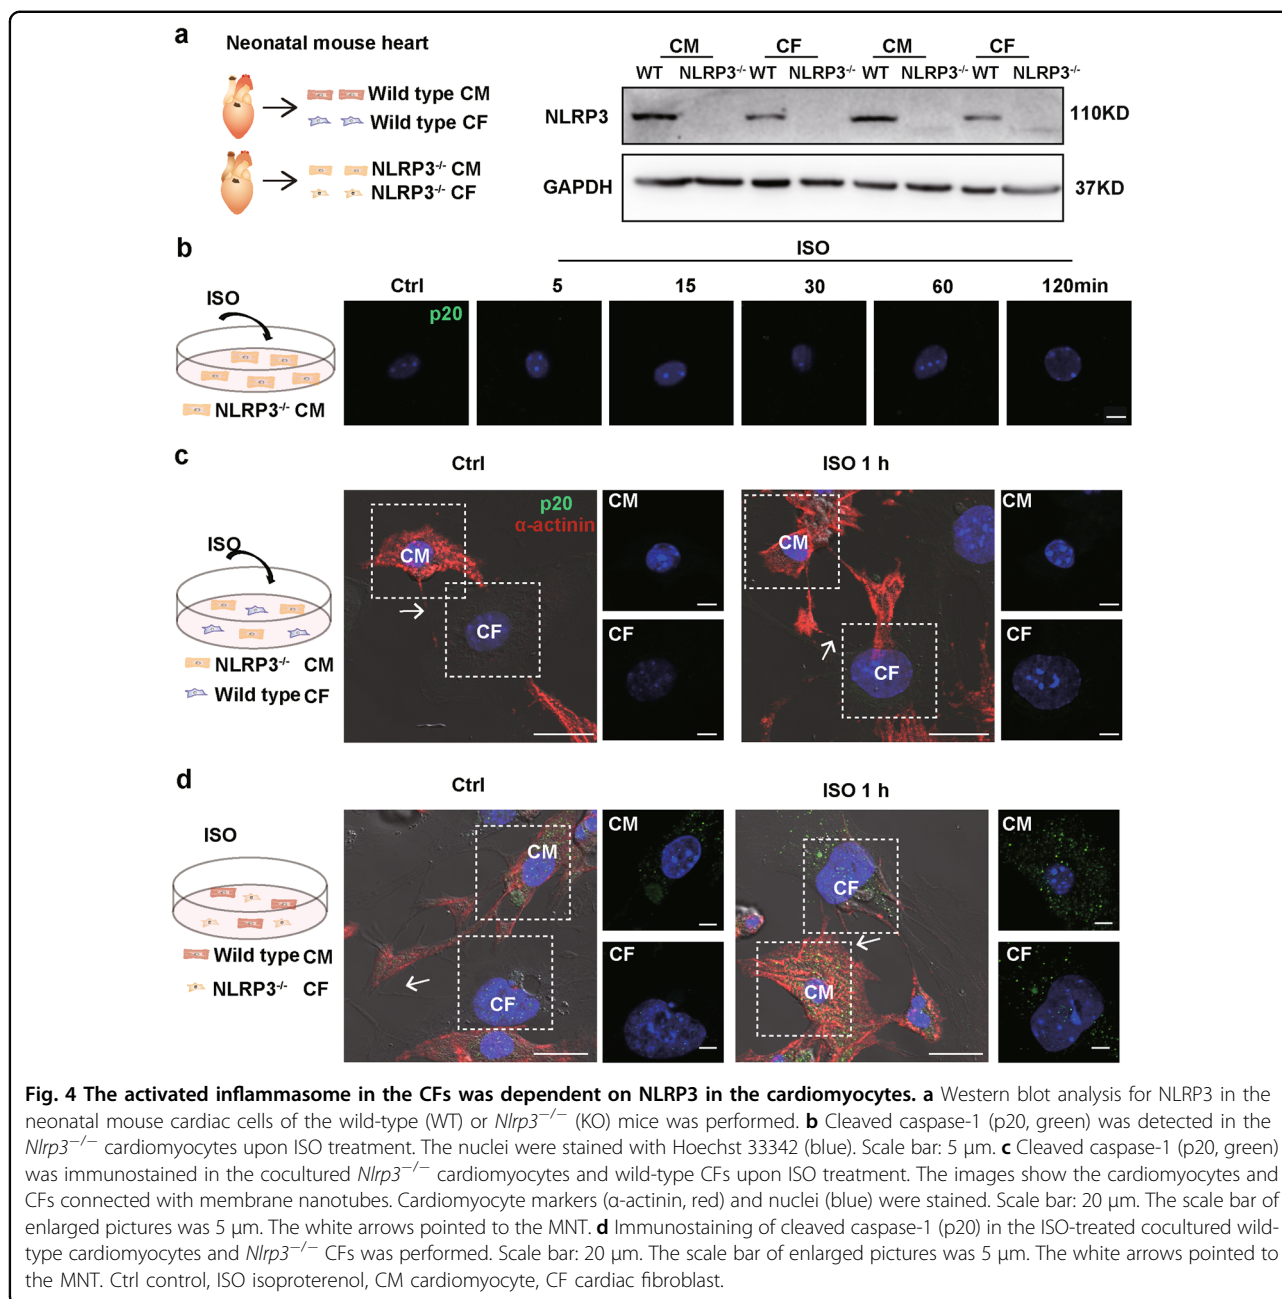 a
Neonatal mouse heart
Wild type CM
Wild type CF
NLRP3-/- CM
NLRP3-/- CF
CM CF CM CF
WT NLRP3-/- WT NLRP3-/- WT NLRP3-/- WT NLRP3-/-
NLRP3 110KD
GAPDH 37KD
b
ISO
Ctrl 5 15 30 60 120min
ISO
p20
NLRP3-/- CM
c
Ctrl ISO 1 h
p20
α-actinin
CM
CF
CM
CF
CM
CF
CM
CF
ISO
NLRP3-/- CM
Wild type CF
d
Ctrl ISO 1 h
ISO
CM
CF
CM
CF
CF
CM
CM
CF
Wild type CM
NLRP3-/- CF
Fig. 4 The activated inflammasome in the CFs was dependent on NLRP3 in the cardiomyocytes. a Western blot analysis for NLRP3 in the
neonatal mouse cardiac cells of the wild-type (WT) or Nlrp3−/− (KO) mice was performed. b Cleaved caspase-1 (p20, green) was detected in the
Nlrp3−/− cardiomyocytes upon ISO treatment. The nuclei were stained with Hoechst 33342 (blue). Scale bar: 5 μm. c Cleaved caspase-1 (p20, green)
was immunostained in the cocultured Nlrp3−/− cardiomyocytes and wild-type CFs upon ISO treatment. The images show the cardiomyocytes and
CFs connected with membrane nanotubes. Cardiomyocyte markers (α-actinin, red) and nuclei (blue) were stained. Scale bar: 20 μm. The scale bar of
enlarged pictures was 5 μm. The white arrows pointed to the MNT. d Immunostaining of cleaved caspase-1 (p20) in the ISO-treated cocultured wild-
type cardiomyocytes and Nlrp3−/− CFs was performed. Scale bar: 20 μm. The scale bar of enlarged pictures was 5 μm. The white arrows pointed to
the MNT. Ctrl control, ISO isoproterenol, CM cardiomyocyte, CF cardiac fibroblast.